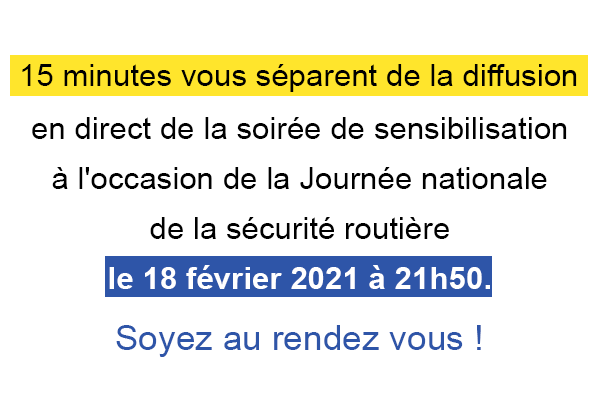 15 minutes vous séparent de la diffusion
en direct de la soirée de sensibilisation
à l'occasion de la Journée nationale
de la sécurité routière
le 18 février 2021 à 21h50.
Soyez au rendez vous !